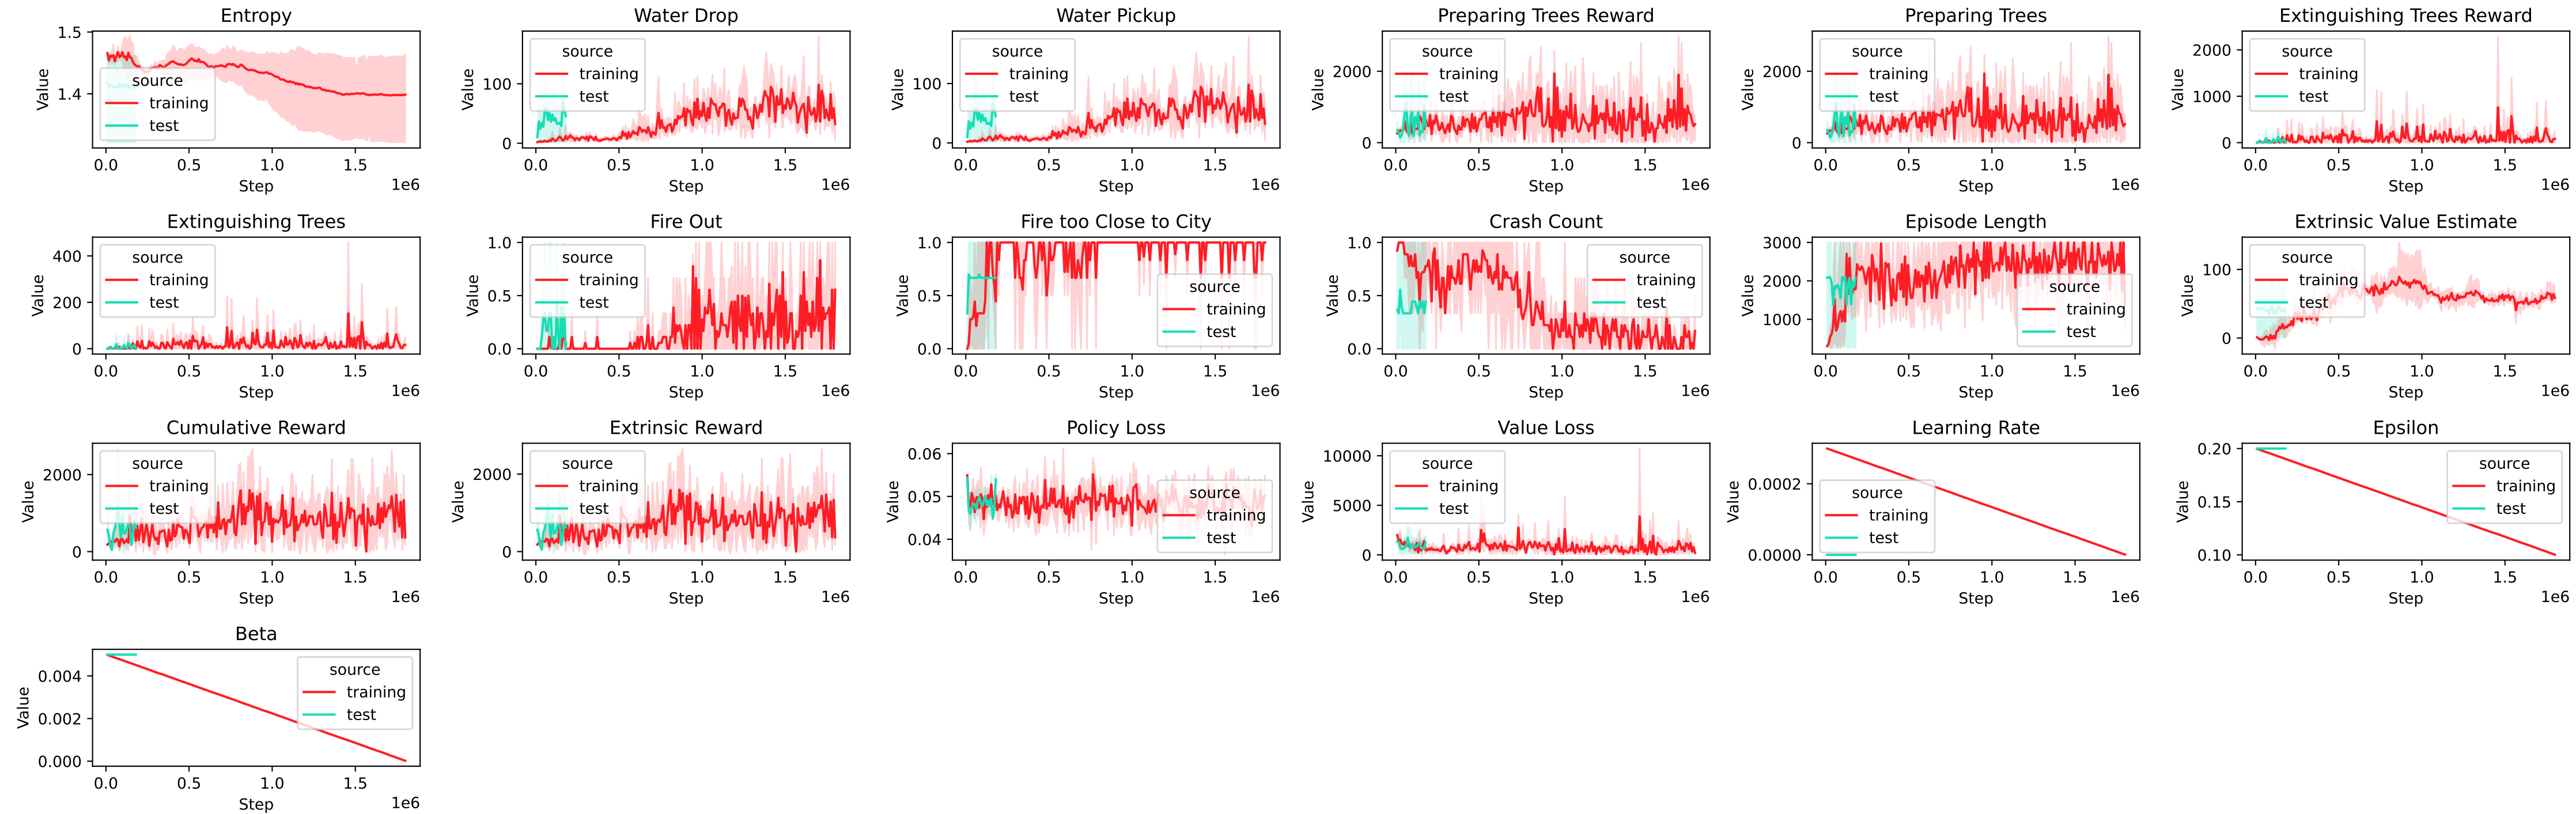 Entropy
1.5
1.4
Value
source
training
test
0.0 0.5 1.0 1.5
Step
1e6
Water Drop
100
0
Value
source
training
test
0.0 0.5 1.0 1.5
Step
1e6
Water Pickup
100
0
Value
source
training
test
0.0 0.5 1.0 1.5
Step
1e6
Preparing Trees Reward
2000
0
Value
source
training
test
0.0 0.5 1.0 1.5
Step
1e6
Preparing Trees
2000
0
Value
source
training
test
0.0 0.5 1.0 1.5
Step
1e6
Extinguishing Trees Reward
2000
1000
0
Value
source
training
test
0.0 0.5 1.0 1.5
Step
1e6
Extinguishing Trees
400
200
0
Value
source
training
test
0.0 0.5 1.0 1.5
Step
1e6
Fire Out
1.0
0.5
0.0
Value
source
training
test
0.0 0.5 1.0 1.5
Step
1e6
Fire too Close to City
1.0
0.5
0.0
Value
source
training
test
0.0 0.5 1.0 1.5
Step
1e6
Crash Count
1.0
0.5
0.0
Value
source
training
test
0.0 0.5 1.0 1.5
Step
1e6
Episode Length
3000
2000
1000
Value
source
training
test
0.0 0.5 1.0 1.5
Step
1e6
Extrinsic Value Estimate
100
0
Value
source
training
test
0.0 0.5 1.0 1.5
Step
1e6
Cumulative Reward
2000
0
Value
source
training
test
0.0 0.5 1.0 1.5
Step
1e6
Extrinsic Reward
2000
0
Value
source
training
test
0.0 0.5 1.0 1.5
Step
1e6
Policy Loss
0.06
0.05
0.04
Value
source
training
test
0.0 0.5 1.0 1.5
Step
1e6
Value Loss
10000
5000
0
Value
source
training
test
0.0 0.5 1.0 1.5
Step
1e6
Learning Rate
0.0002
0.0000
Value
source
training
test
0.0 0.5 1.0 1.5
Step
1e6
Epsilon
0.20
0.15
0.10
Value
source
training
test
0.0 0.5 1.0 1.5
Step
1e6
Beta
0.004
0.002
0.000
Value
source
training
test
0.0 0.5 1.0 1.5
Step
1e6